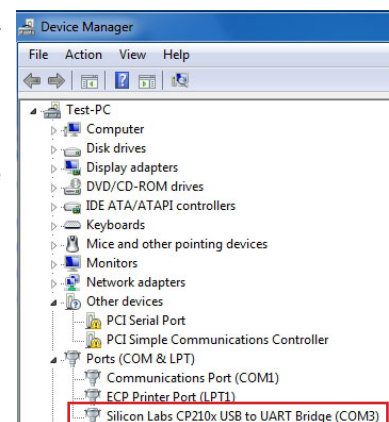 Device Manager
File Action View Help
Test-PC
Computer
Disk drives
Display adapters
DVD/CD-ROM drives
IDE ATA/ATAPI controllers
Keyboards
Mice and other pointing devices
Monitors
Network adapters
Other devices
PCI Serial Port
PCI Simple Communications Controller
Ports (COM & LPT)
Communications Port (COM1)
ECP Printer Port (LPT1)
Silicon Labs CP210x USB to UART Bridge (COM3)